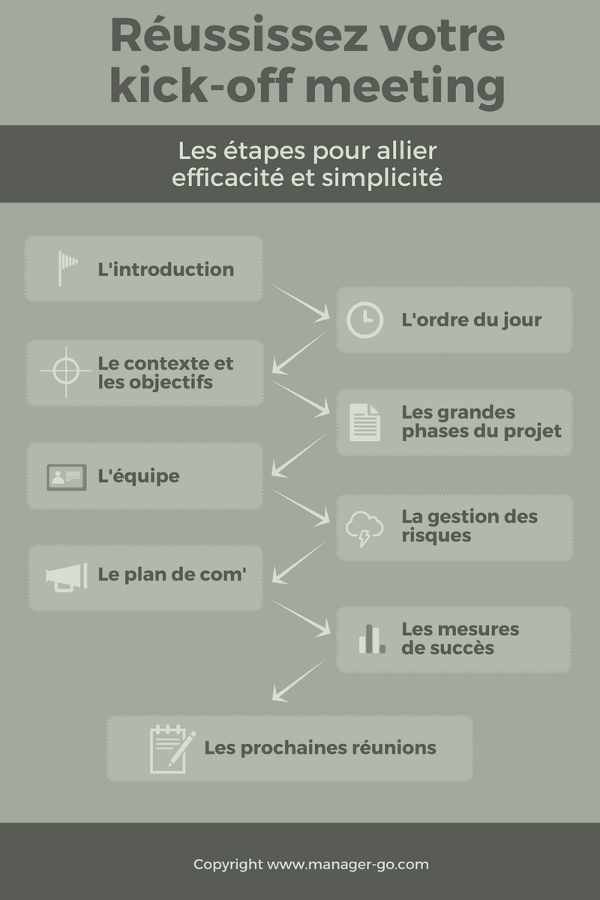 Réussissez votre
kick-off meeting
Les étapes pour allier
efficacité et simplicité
L'introduction
L'ordre du jour
Le contexte et
les objectifs
Les grandes
phases du projet
L'équipe
La gestion des
risques
Le plan de com'
Les mesures
de succès
Les prochaines réunions
Copyright www.manager-go.com